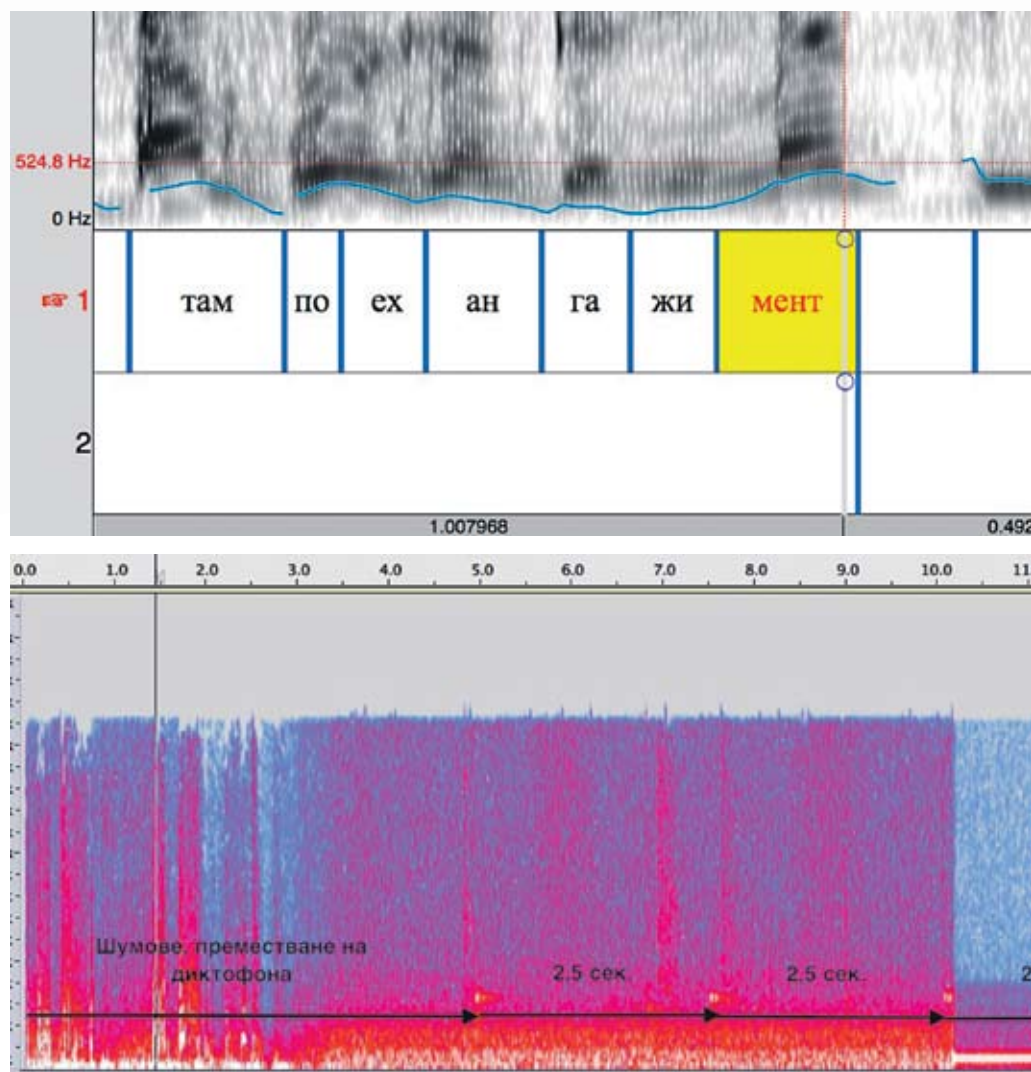 524.8 Hz
0 Hz
☞ 1
там по ех ан га жи мент
2
1.007968 0.492
0.0 1.0 2.0 3.0 4.0 5.0 6.0 7.0 8.0 9.0 10.0 11
Шумове, преместване на
диктофона
2.5 сек. 2.5 сек. 2